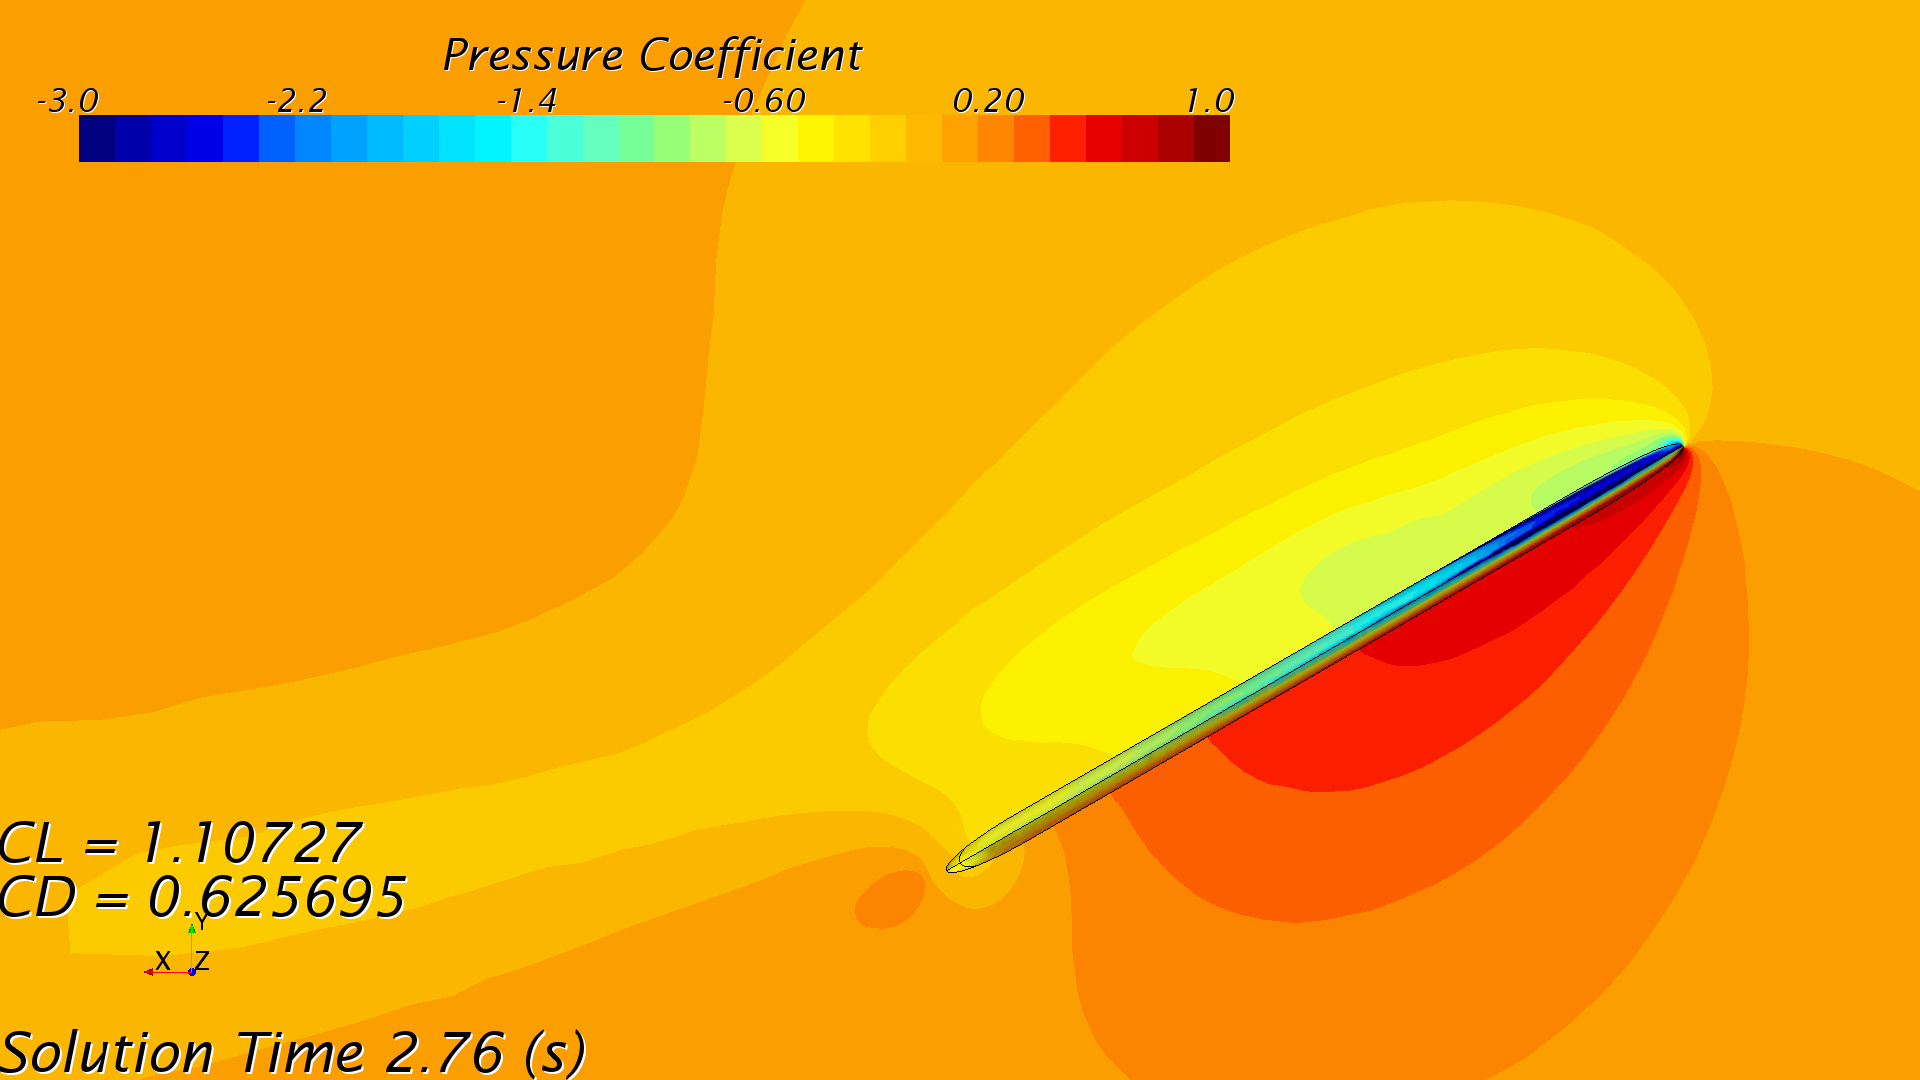 Pressure Coefficient
-3.0 -2.2 -1.4 -0.60 0.20 1.0
CL = 1.10727
CD = 0.625695
Y
X Z
Solution Time 2.76 (s)